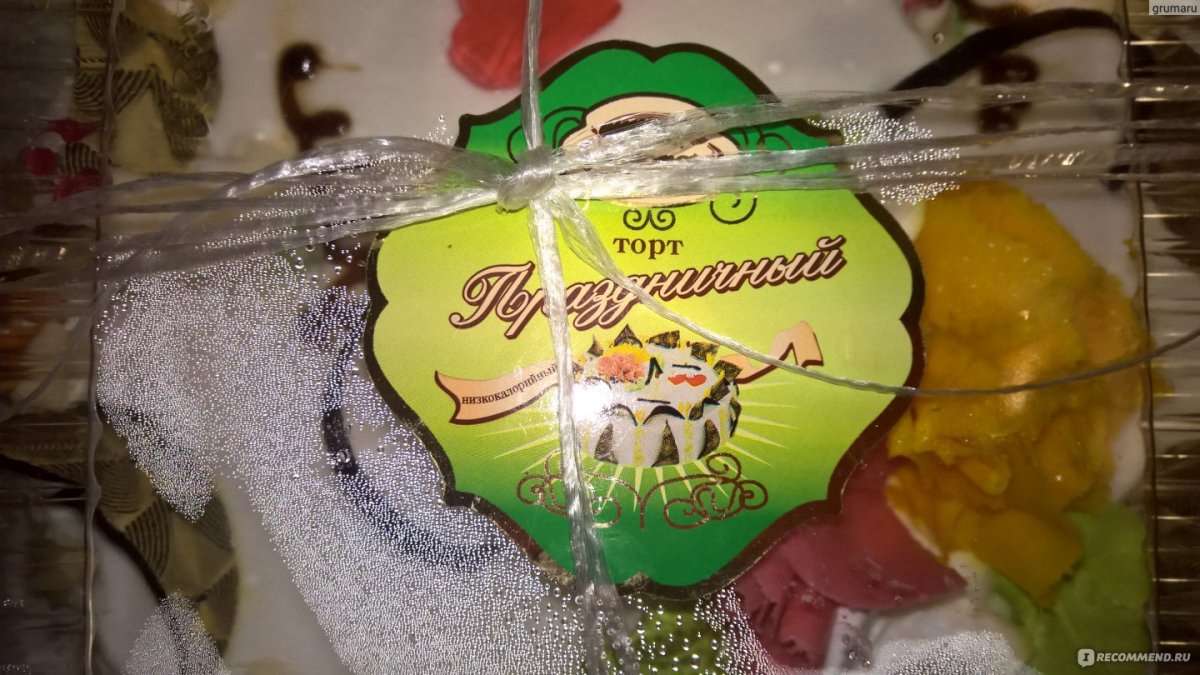 grumaru
торт
Праздничный
низкокалорийный
RECOMMEND.RU